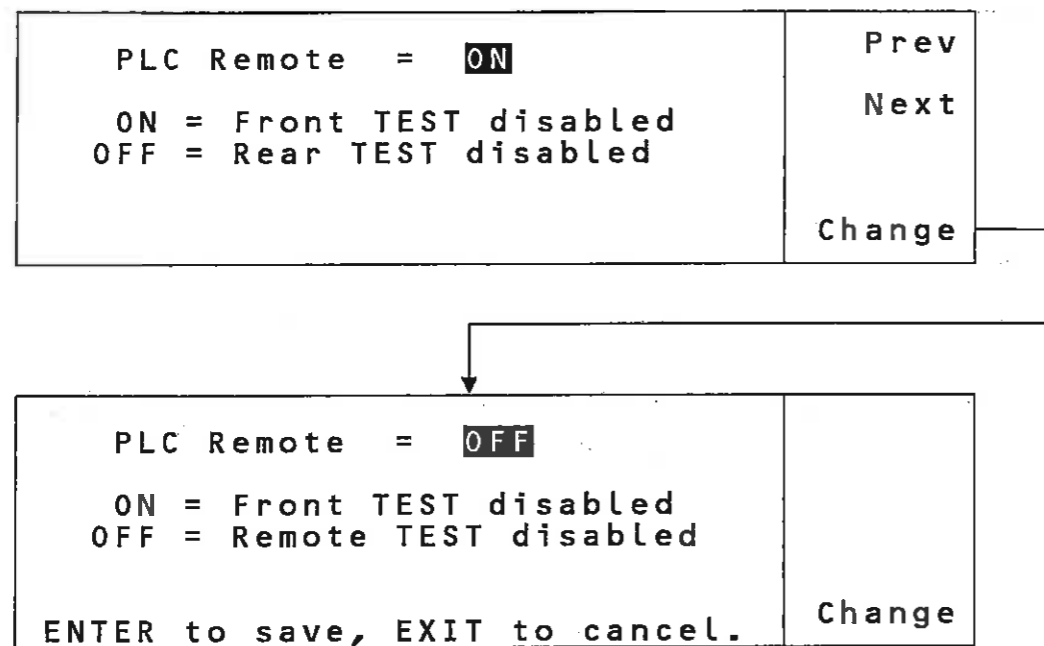 PLC Remote = ON
Prev
Next
ON = Front TEST disabled
OFF = Rear TEST disabled
Change
PLC Remote = OFF
ON = Front TEST disabled
OFF = Remote TEST disabled
ENTER to save, EXIT to cancel.
Change